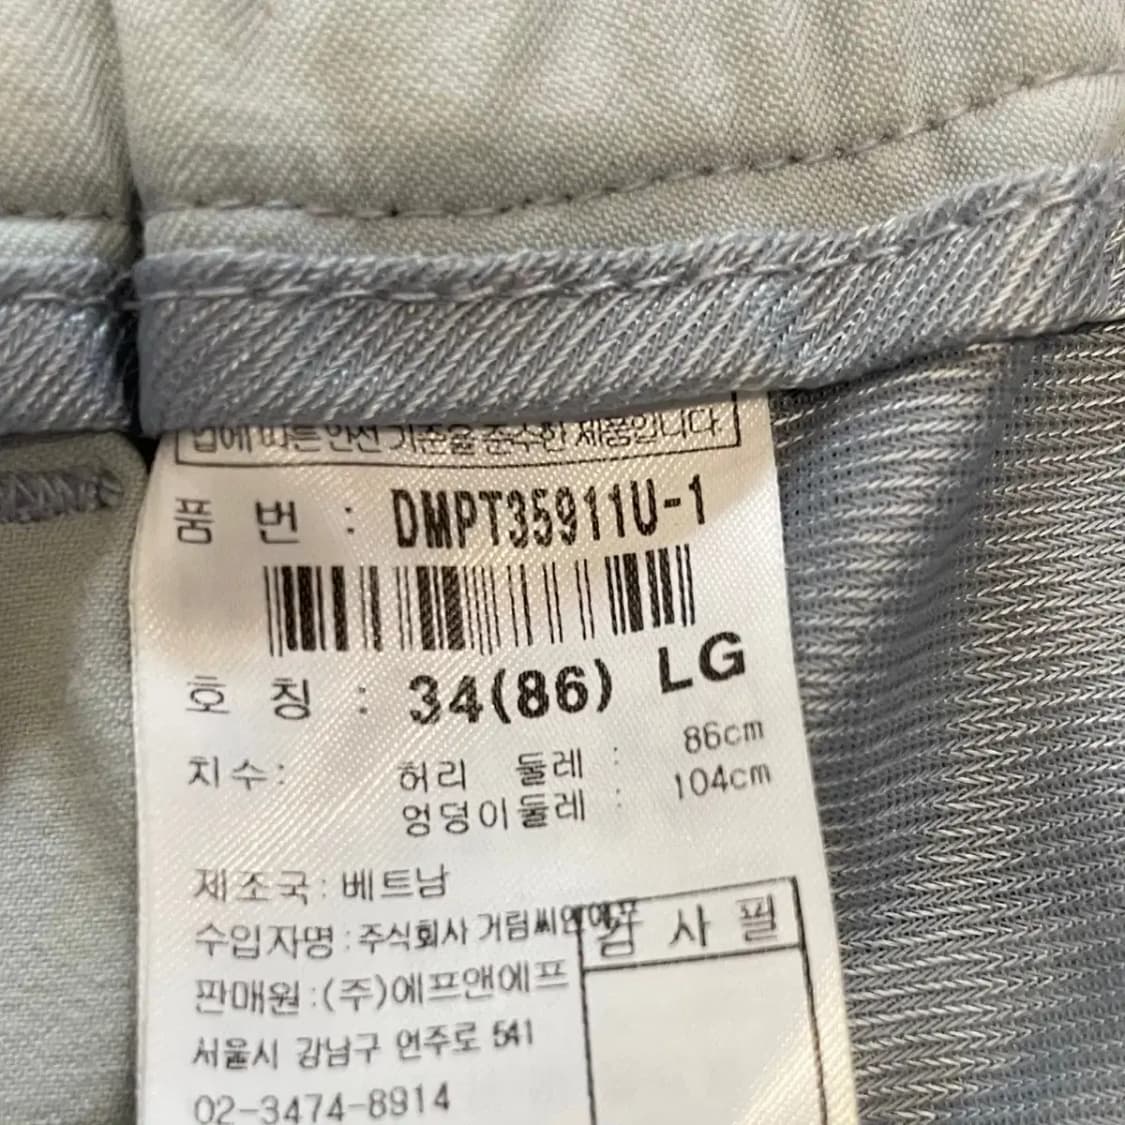 법에 따른 안전 기준을 준수한 제품입니다.
품 번 : DMPT35911U-1
호 칭 : 34(86) LG
치수: 허리 둘레 : 86cm
엉덩이둘레 : 104cm
제조국 : 베트남
수입자명 : 주식회사 거럼씨앤에프
검 사 필
판매원 : (주)에프앤에프
서울시 강남구 언주로 541
02-3474-8914